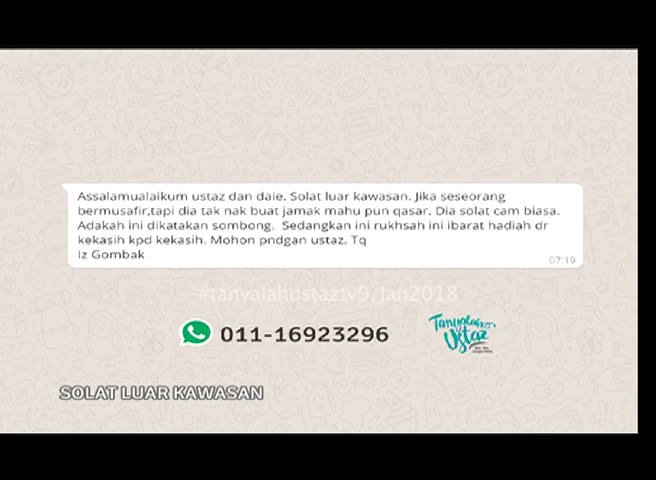 Assalamualaikum ustaz dan daie. Solat luar kawasan. Jika seseorang
bermusafir,tapi dia tak nak buat jamak mahu pun qasar. Dia solat cam biasa.
Adakah ini dikatakan sombong. Sedangkan ini rukhsah ini ibarat hadiah dr
kekasih kpd kekasih. Mohon pndgan ustaz. Tq
Iz Gombak
07:19
#tanyalahustaztv9/Jan2018
011-16923296
Tanyalah
Ustaz
SOLAT LUAR KAWASAN